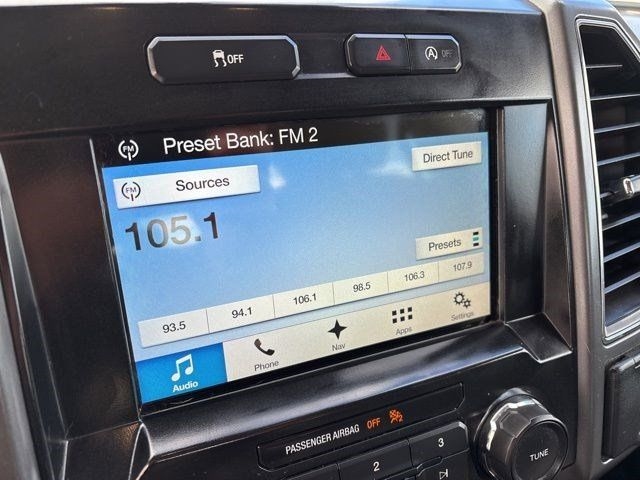 OFF
A OFF
FM Preset Bank: FM 2
FM Sources
Direct Tune
105.1
Presets
93.5 94.1 106.1 98.5 106.3 107.9
Audio Phone Nav Apps Settings
PASSENGER AIRBAG OFF
2 3
TUNE